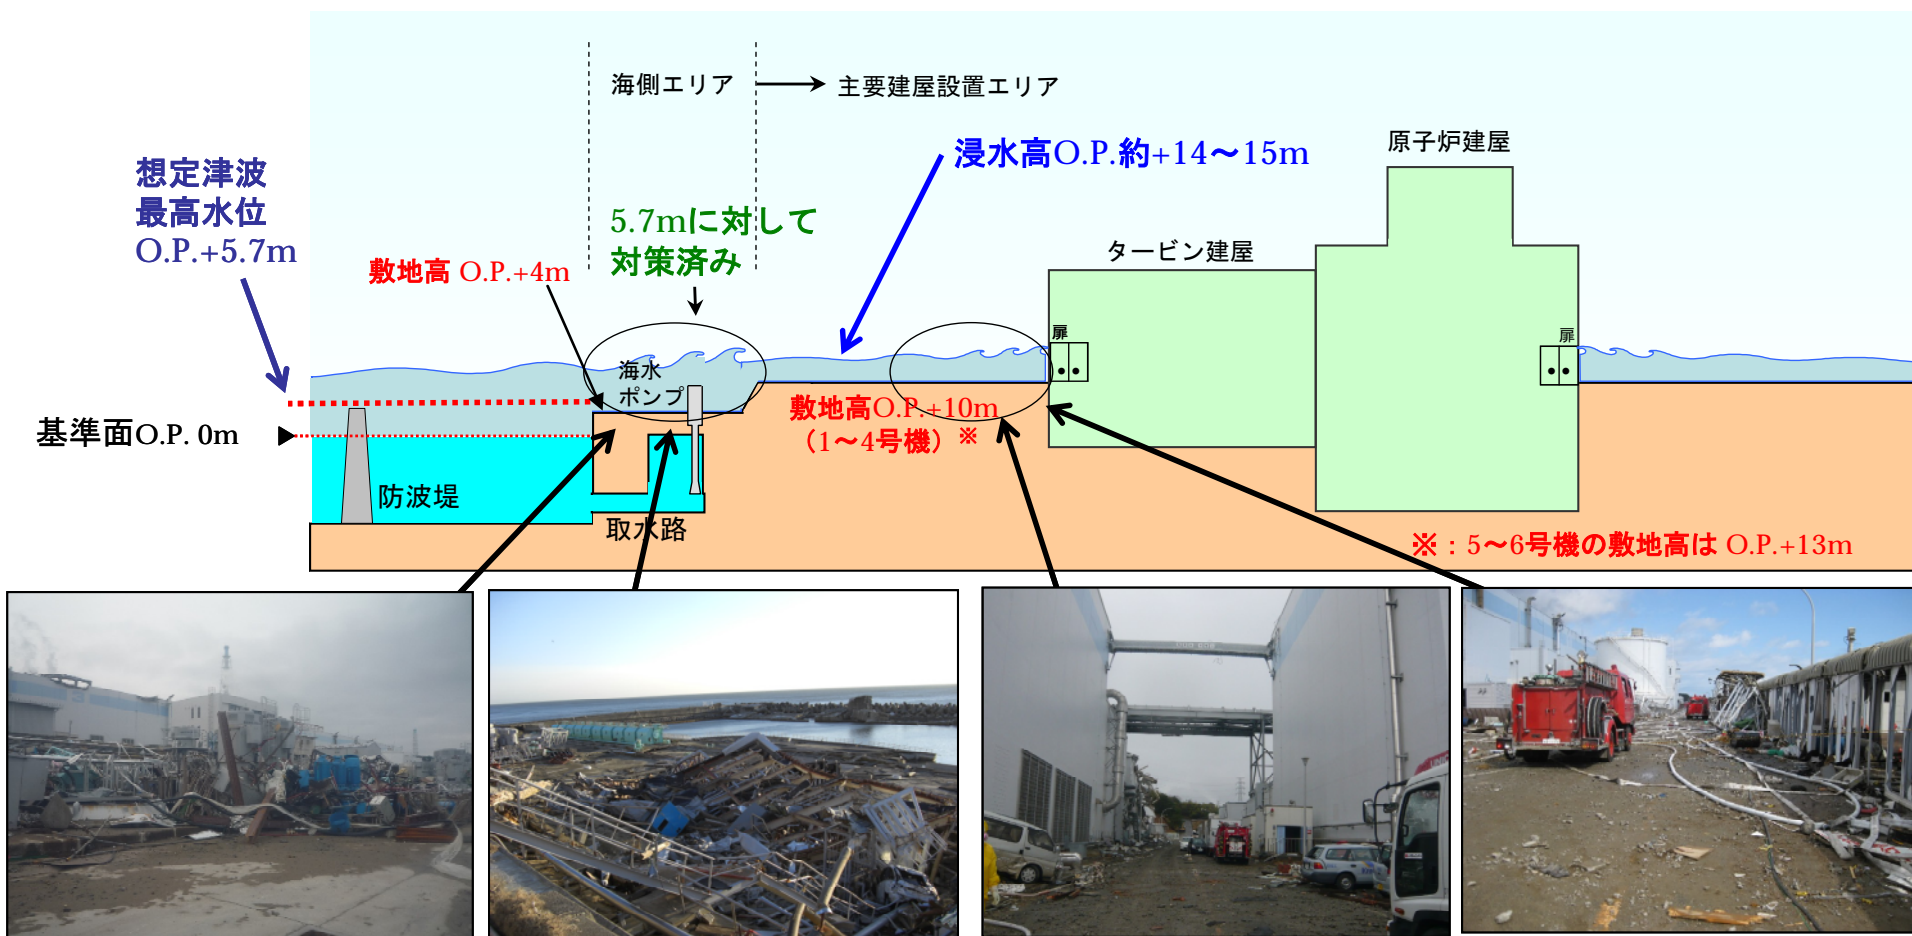 海側エリア
主要建屋設置エリア
原子炉建屋
浸水高O.P.約+14～15m
想定津波
最高水位
O.P.+5.7m
5.7mに対して
対策済み
タービン建屋
敷地高 O.P.+4m
扉
扉
海水
ポンプ
敷地高O.P.+10m
（1～4号機）※
基準面O.P. 0m
防波堤
取水路
※：5～6号機の敷地高は O.P.+13m